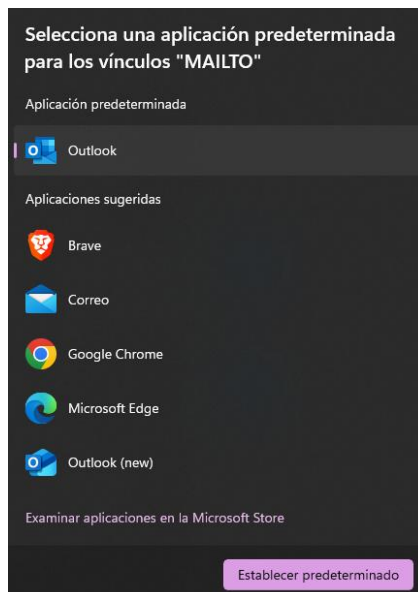 Selecciona una aplicación predeterminada
para los vínculos "MAILTO"
Aplicación predeterminada
Outlook
Aplicaciones sugeridas
Brave
Correo
Google Chrome
Microsoft Edge
Outlook (new)
Examinar aplicaciones en la Microsoft Store
Establecer predeterminado